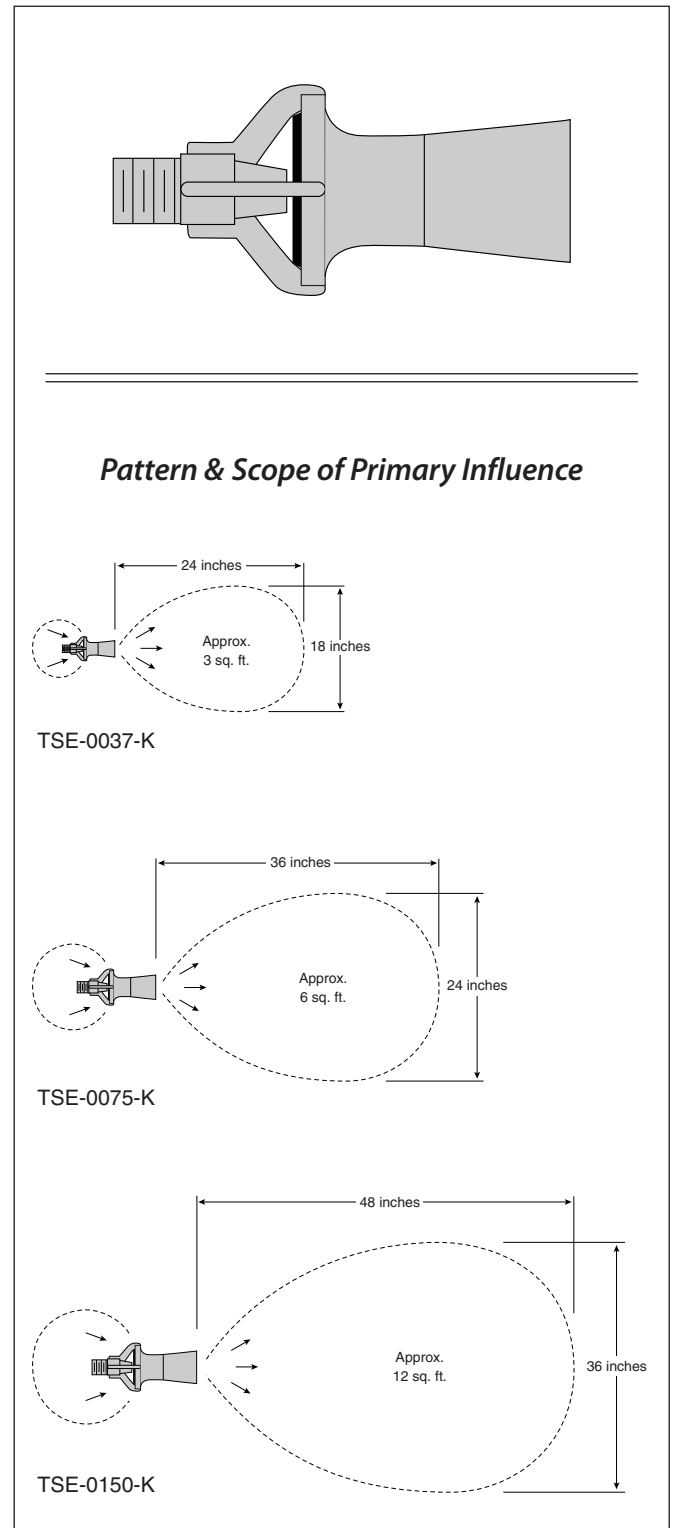 Pattern & Scope of Primary Influence
24 inches
Approx.
3 sq. ft.
18 inches
TSE-0037-K
36 inches
Approx.
6 sq. ft.
24 inches
TSE-0075-K
48 inches
Approx.
12 sq. ft.
36 inches
TSE-0150-K